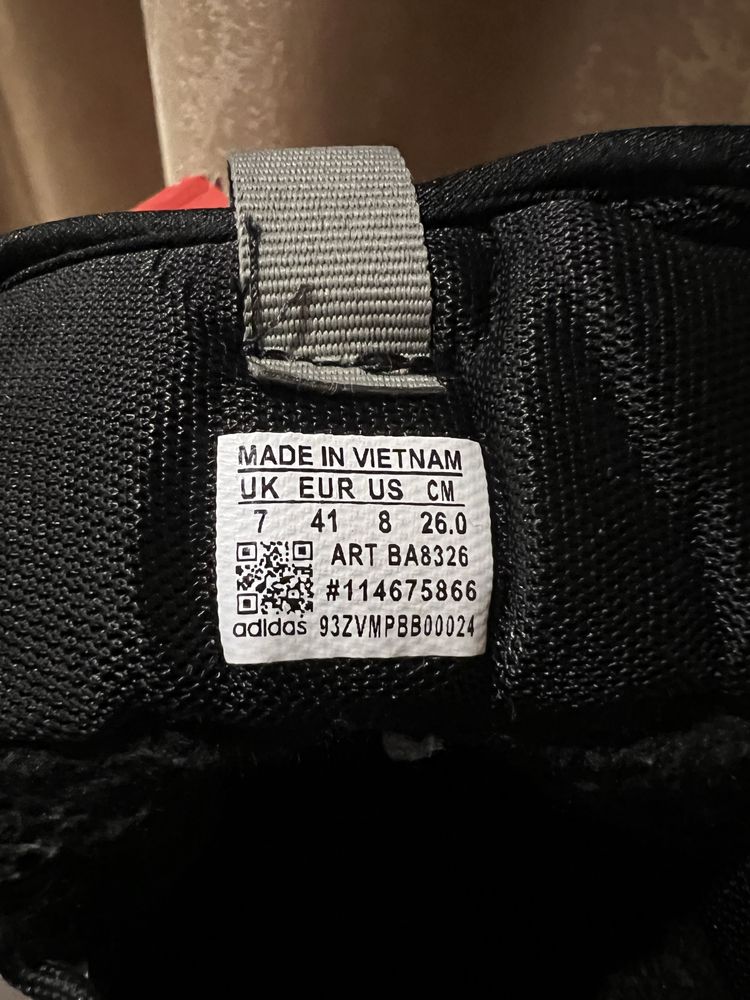 MADE IN VIETNAM
UK EUR US CM
7 41 8 26.0
ART BA8326
#114675866
adidas 93ZVMPBB00024